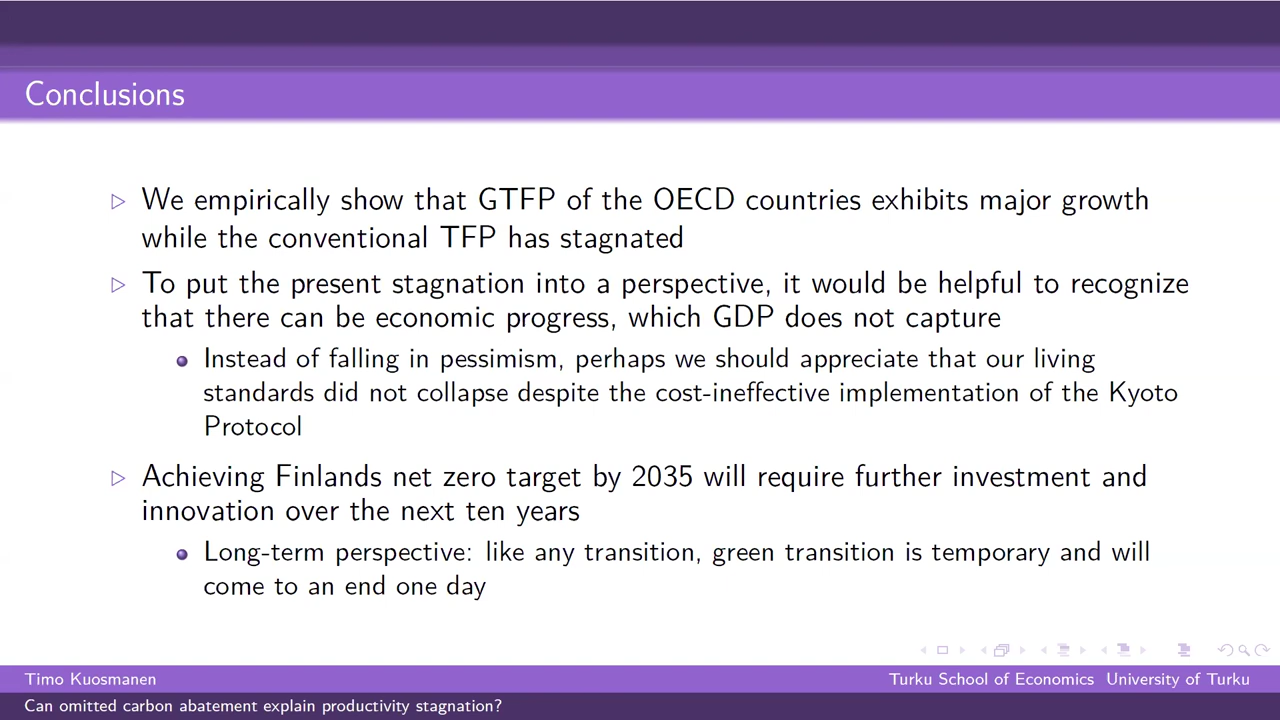 Conclusions
We empirically show that GTFP of the OECD countries exhibits major growth
while the conventional TFP has stagnated
To put the present stagnation into a perspective, it would be helpful to recognize
that there can be economic progress, which GDP does not capture
Instead of falling in pessimism, perhaps we should appreciate that our living
standards did not collapse despite the cost-ineffective implementation of the Kyoto
Protocol
Achieving Finlands net zero target by 2035 will require further investment and
innovation over the next ten years
Long-term perspective: like any transition, green transition is temporary and will
come to an end one day
Timo Kuosmanen
Turku School of Economics University of Turku
Can omitted carbon abatement explain productivity stagnation?